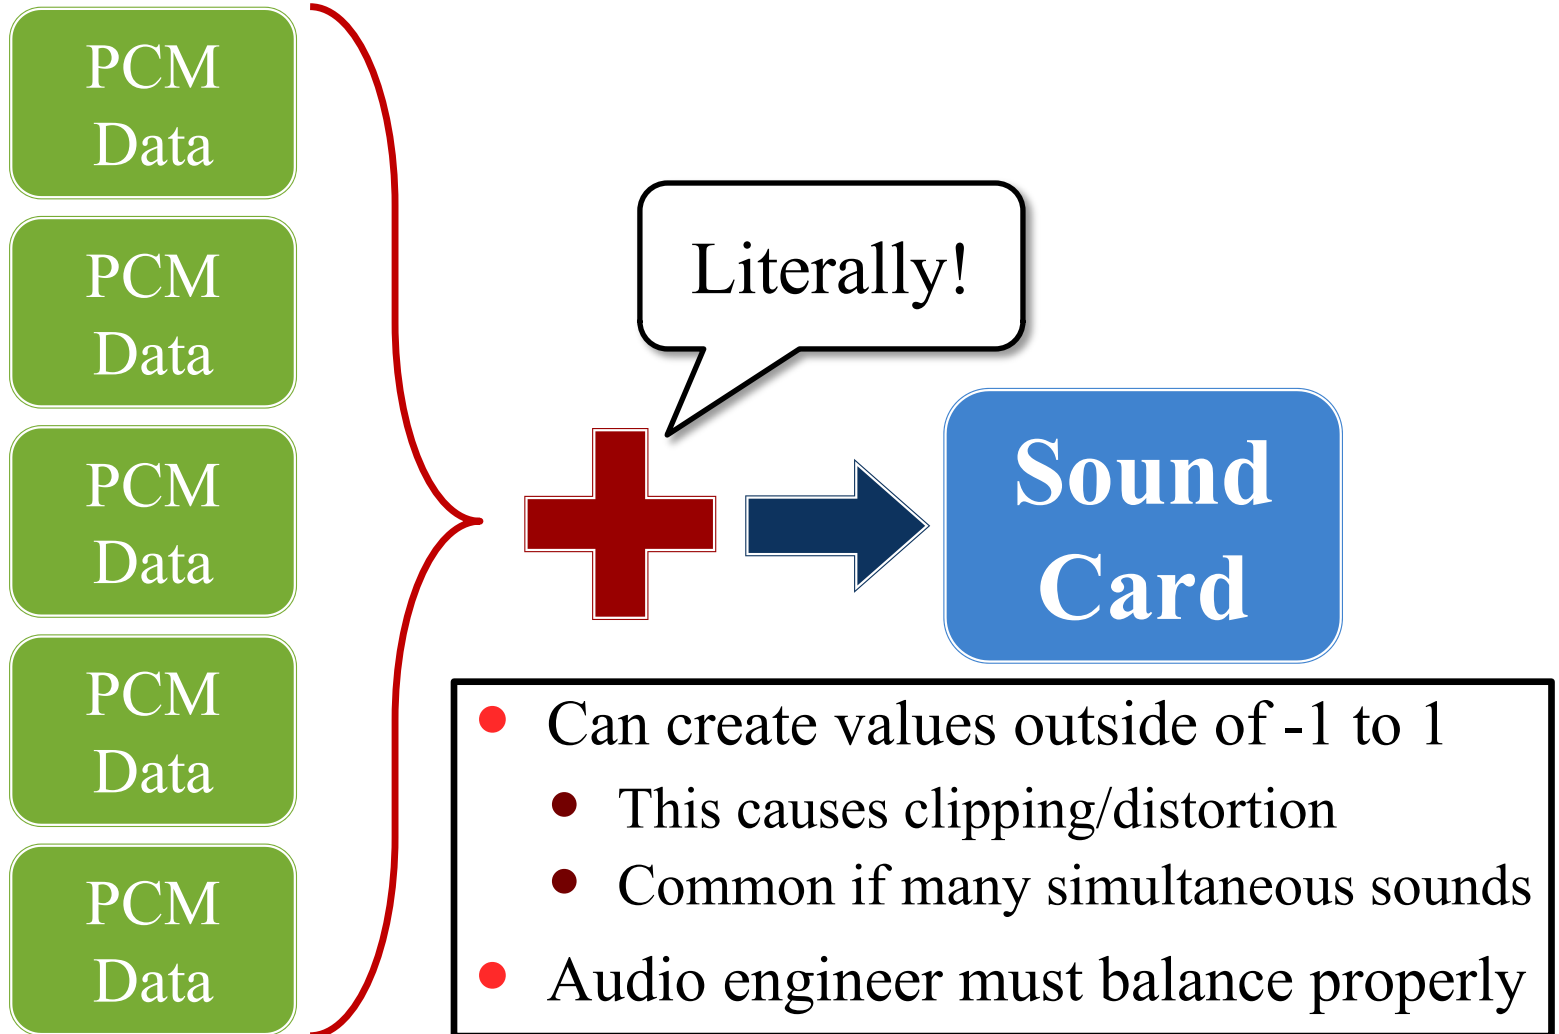 PCM
Data
PCM
Data
PCM
Data
PCM
Data
PCM
Data
Literally!
Sound
Card
• Can create values outside of -1 to 1
• This causes clipping/distortion
• Common if many simultaneous sounds
• Audio engineer must balance properly